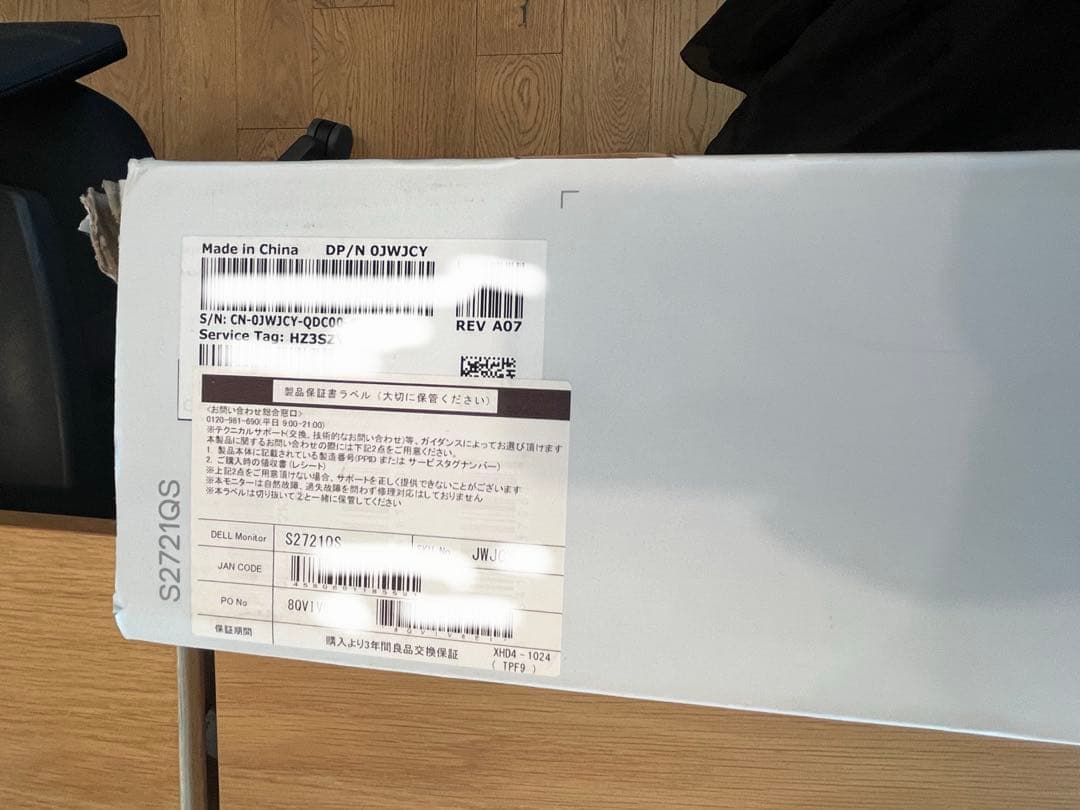 Made in China DP/N 0JWJCY
REV A07
S/N: CN-0JWJCY-QDC00
Service Tag: HZ3SZ
製品保証書ラベル（大切に保管ください）
<お問い合わせ総合窓口>
0120-981-690(平日 9:00-21:00)
※テクニカルサポート(交換、技術的なお問い合わせ)等、ガイダンスによってお選び頂けます
本製品に関するお問い合わせの際には下記2点をご用意ください。
1. 製品本体に記載されている製造番号(PPID または サービスタグナンバー)
2. ご購入時の領収書(レシート)
※上記2点をご用意頂けない場合、サポートを正しく提供できないことがございます
※本モニターは自然故障、過失故障を問わず修理対応はしておりません
※本ラベルは切り抜いて②と一緒に保管してください
DELL Monitor S2721QS SKU No JWJC
JAN CODE
PO No 8QV1V
保証期間 購入より3年間良品交換保証 XHD4-1024
( TPF9 )
S2721QS